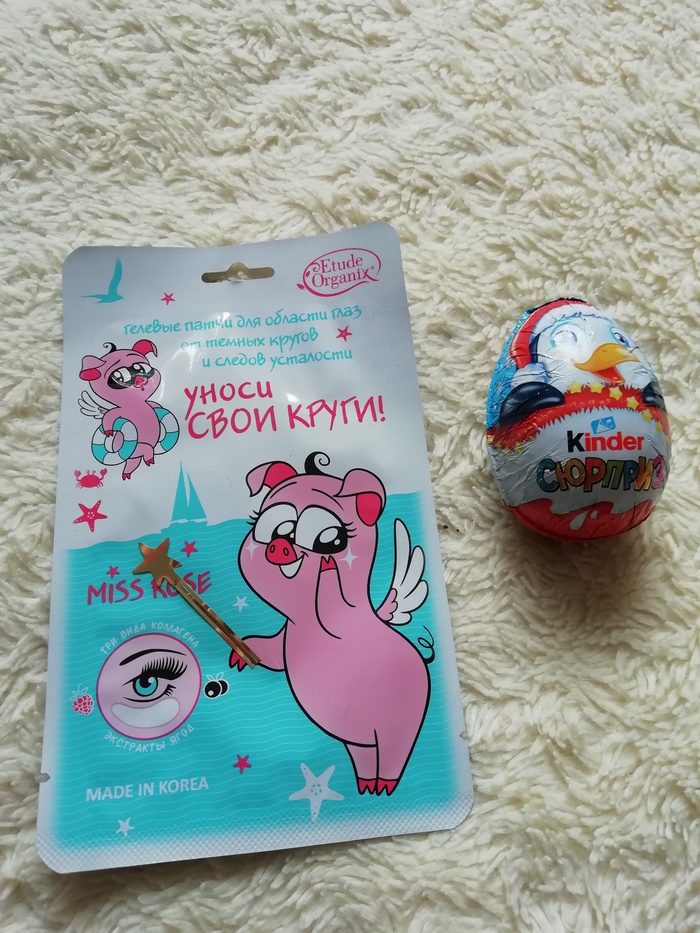 Etude
Organix®
гелевые патчи для области глаз
от темных кругов
и следов усталости
УНОСИ
СВОИ КРУГИ!
MISS ROSE
ТРИ ВИДА КОЛЛАГЕНА
ЭКСТРАКТЫ ЯГОД
MADE IN KOREA
Kinder
СЮРПРИЗ